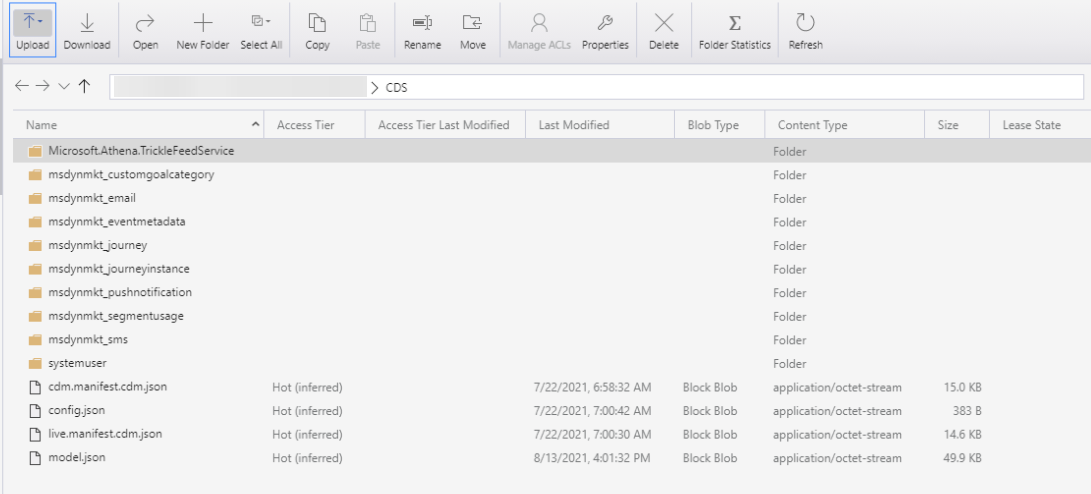 Upload Download Open New Folder Select All Copy Paste Rename Move Manage ACLs Properties Delete Folder Statistics Refresh
CDS
Name Access Tier Access Tier Last Modified Last Modified Blob Type Content Type Size Lease State
Microsoft.Athena.TrickleFeedService Folder
msdynmkt_customgoalcategory Folder
msdynmkt_email Folder
msdynmkt_eventmetadata Folder
msdynmkt_journey Folder
msdynmkt_journeyinstance Folder
msdynmkt_pushnotification Folder
msdynmkt_segmentusage Folder
msdynmkt_sms Folder
systemuser Folder
cdm.manifest.cdm.json Hot (inferred) 7/22/2021, 6:58:32 AM Block Blob application/octet-stream 15.0 KB
config.json Hot (inferred) 7/22/2021, 7:00:42 AM Block Blob application/octet-stream 383 B
live.manifest.cdm.json Hot (inferred) 7/22/2021, 7:00:30 AM Block Blob application/octet-stream 14.6 KB
model.json Hot (inferred) 8/13/2021, 4:01:32 PM Block Blob application/octet-stream 49.9 KB